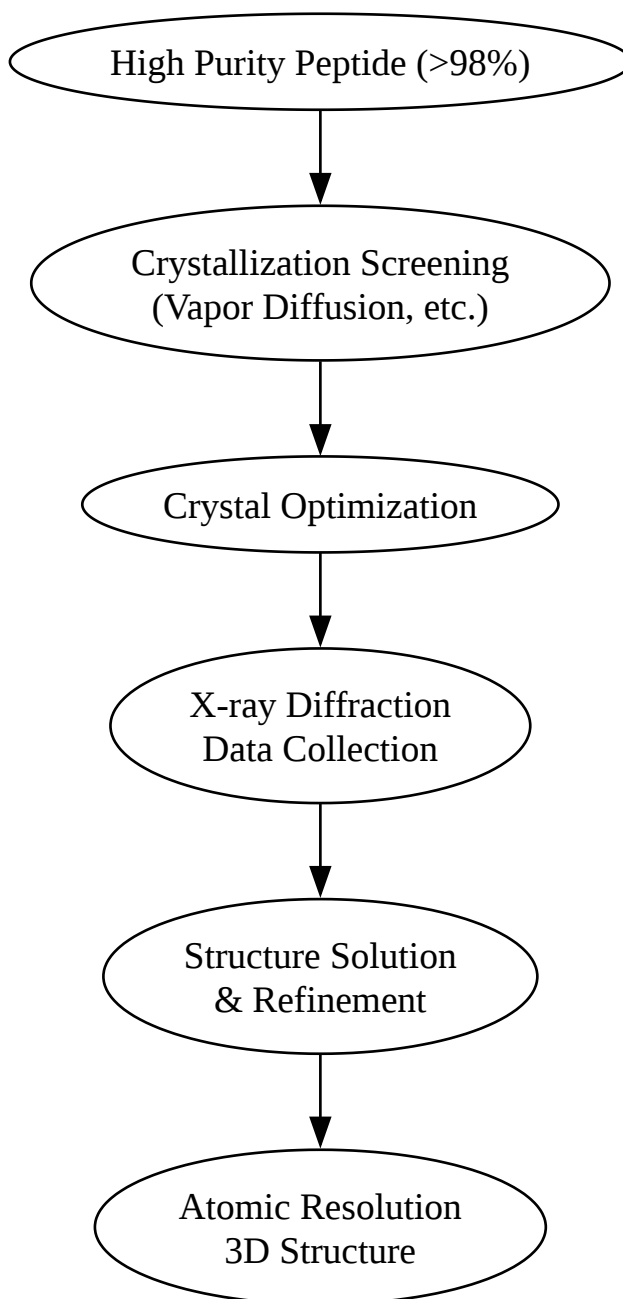 High Purity Peptide (>98%)
Crystallization Screening
(Vapor Diffusion, etc.)
Crystal Optimization
X-ray Diffraction
Data Collection
Structure Solution
& Refinement
Atomic Resolution
3D Structure